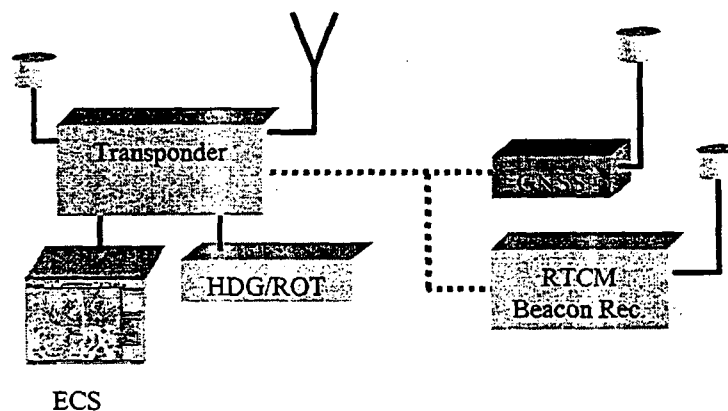 Transponder
GNSS
HDG/ROT
RTCM
Beacon Rec.
ECS